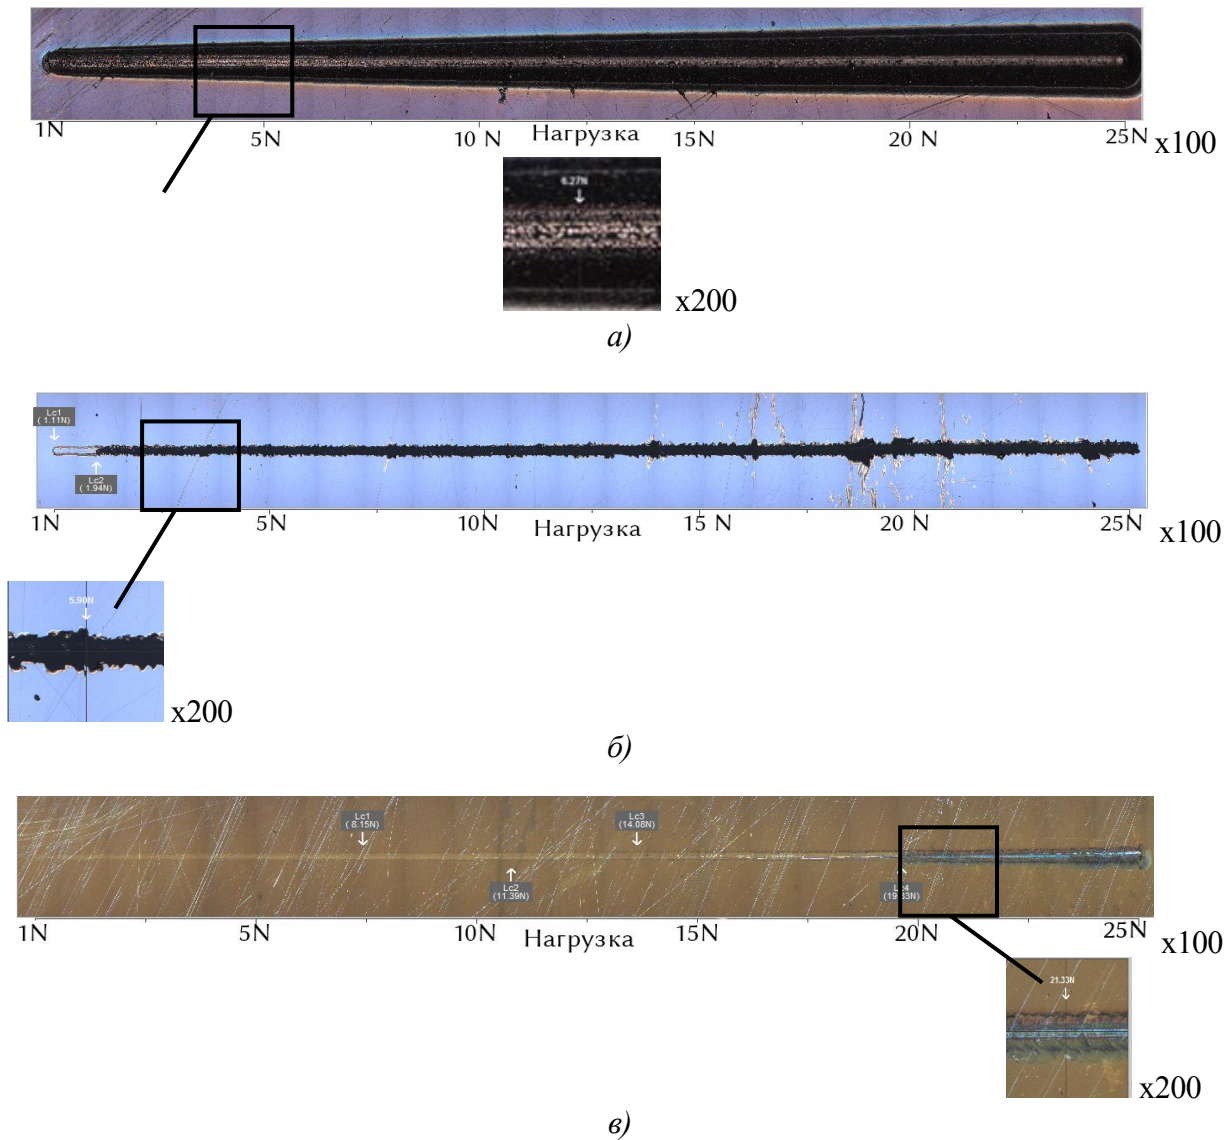 1N 5N 10 N Нагрузка 15N 20 N 25N x100
6.27N
x200
а)
Lc1
( 1.11N)
Lc2
( 1.94N)
1N 5N 10N Нагрузка 15 N 20 N 25N x100
5.90N
x200
б)
Lc1
( 8.15N)
Lc3
(14.08N)
Lc2
(11.39N)
Lc4
1N 5N 10N Нагрузка 15N 20N 25N x100
21.33N
x200
в)